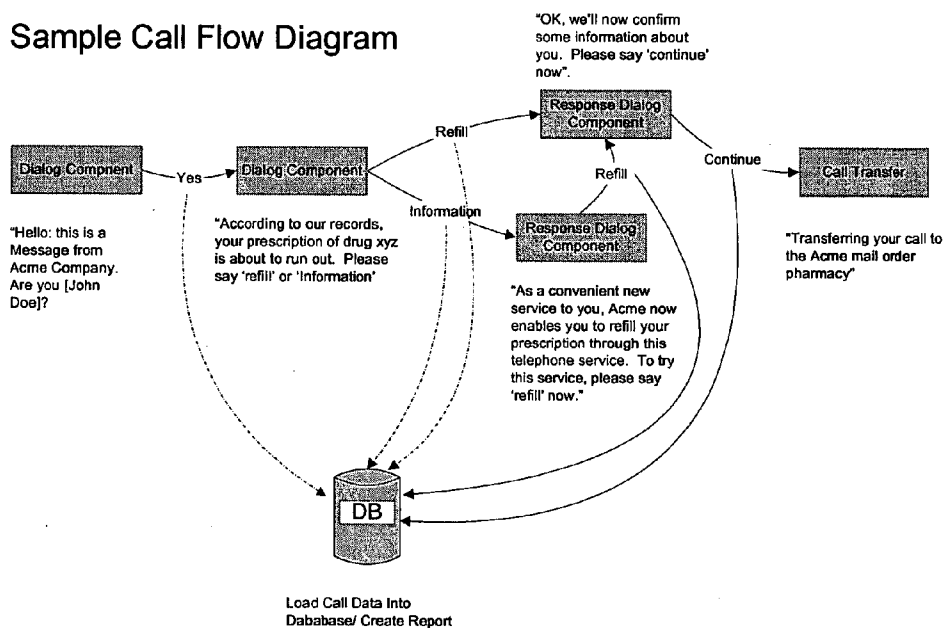 Sample Call Flow Diagram
"OK, we'll now confirm
some information about
you. Please say 'continue'
now".
Response Dialog
Component
Refill
Dialog Compnent
Yes
Dialog Component
Continue
Call Transfer
Refill
Information
Response Dialog
Component
"Hello: this is a
Message from
Acme Company.
Are you [John
Doe]?
"According to our records,
your prescription of drug xyz
is about to run out. Please
say 'refill' or 'Information'
"Transferring your call to
the Acme mail order
pharmacy"
"As a convenient new
service to you, Acme now
enables you to refill your
prescription through this
telephone service. To try
this service, please say
'refill' now."
DB
Load Call Data Into
Dababase/ Create Report